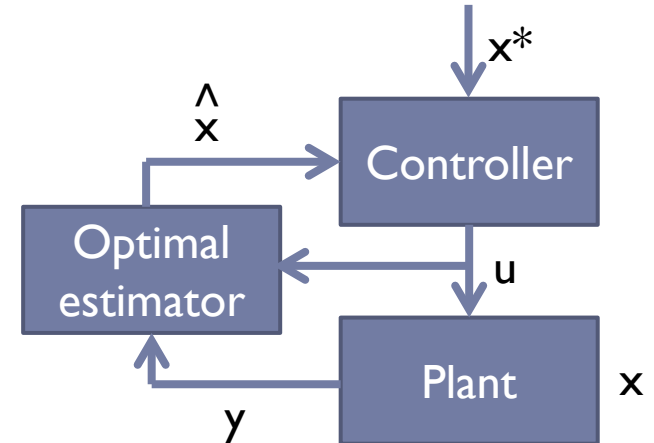 x*
^
x
Controller
Optimal
estimator
u
Plant
x
y